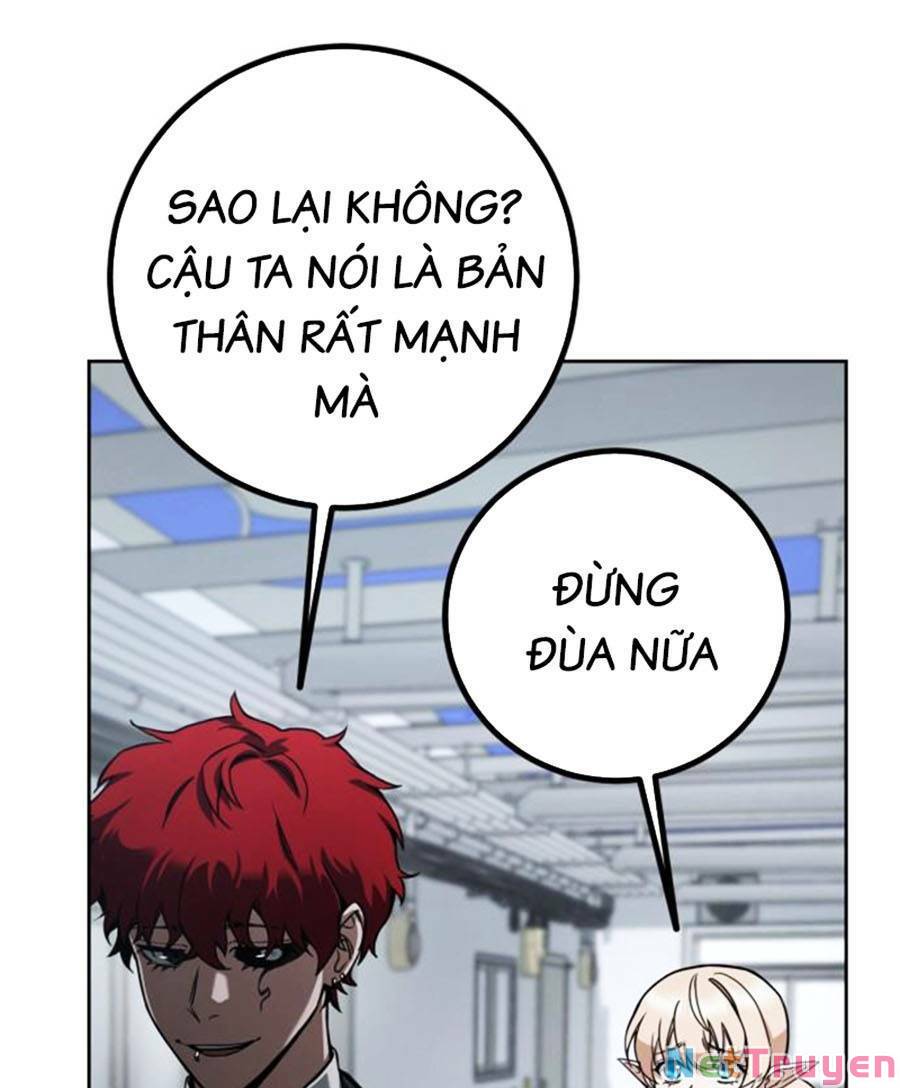 SAO LẠI KHÔNG?
CẬU TA NÓI LÀ BẢN
THÂN RẤT MẠNH
MÀ
ĐỪNG
ĐÙA NỮA
NetTruyen